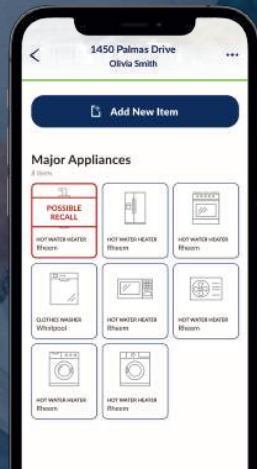 1450 Palmas Drive
Olivia Smith
Add New Item
Major Appliances
8 items
POSSIBLE
RECALL
HOT WATER HEATER
Rheem
HOT WATER HEATER
Rheem
HOT WATER HEATER
Rheem
CLOTHES WASHER
Whirlpool
HOT WATER HEATER
Rheem
HOT WATER HEATER
Rheem
HOT WATER HEATER
Rheem
HOT WATER HEATER
Rheem